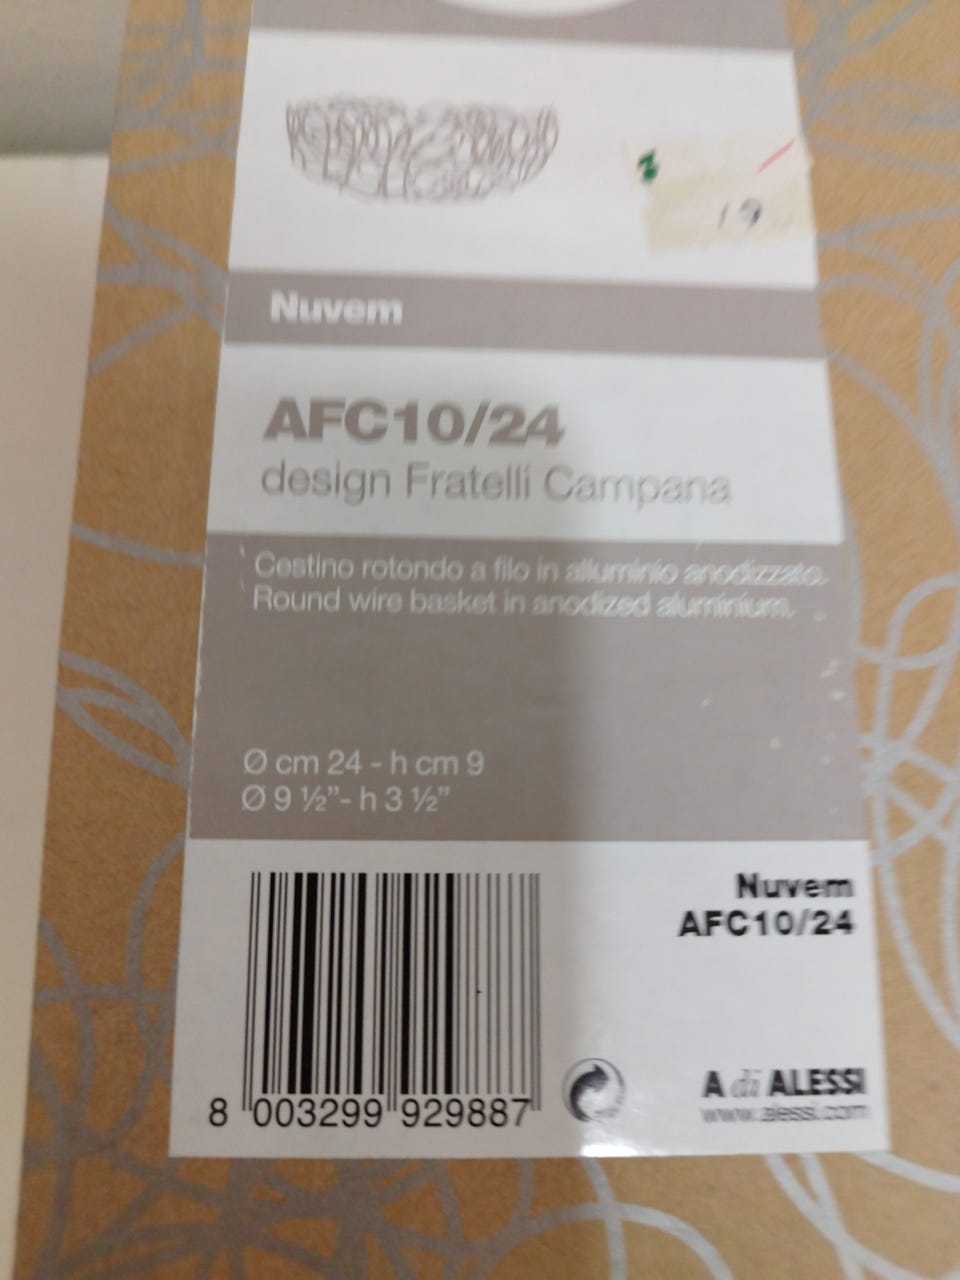 19
Nuvem
AFC10/24
design Fratelli Campana
Cestino rotondo a filo in alluminio anodizzato.
Round wire basket in anodized aluminium.
Ø cm 24 - h cm 9
Ø 9 ½”- h 3 ½”
Nuvem
AFC10/24
8 003299 929887
A di ALESSI
www.alessi.com